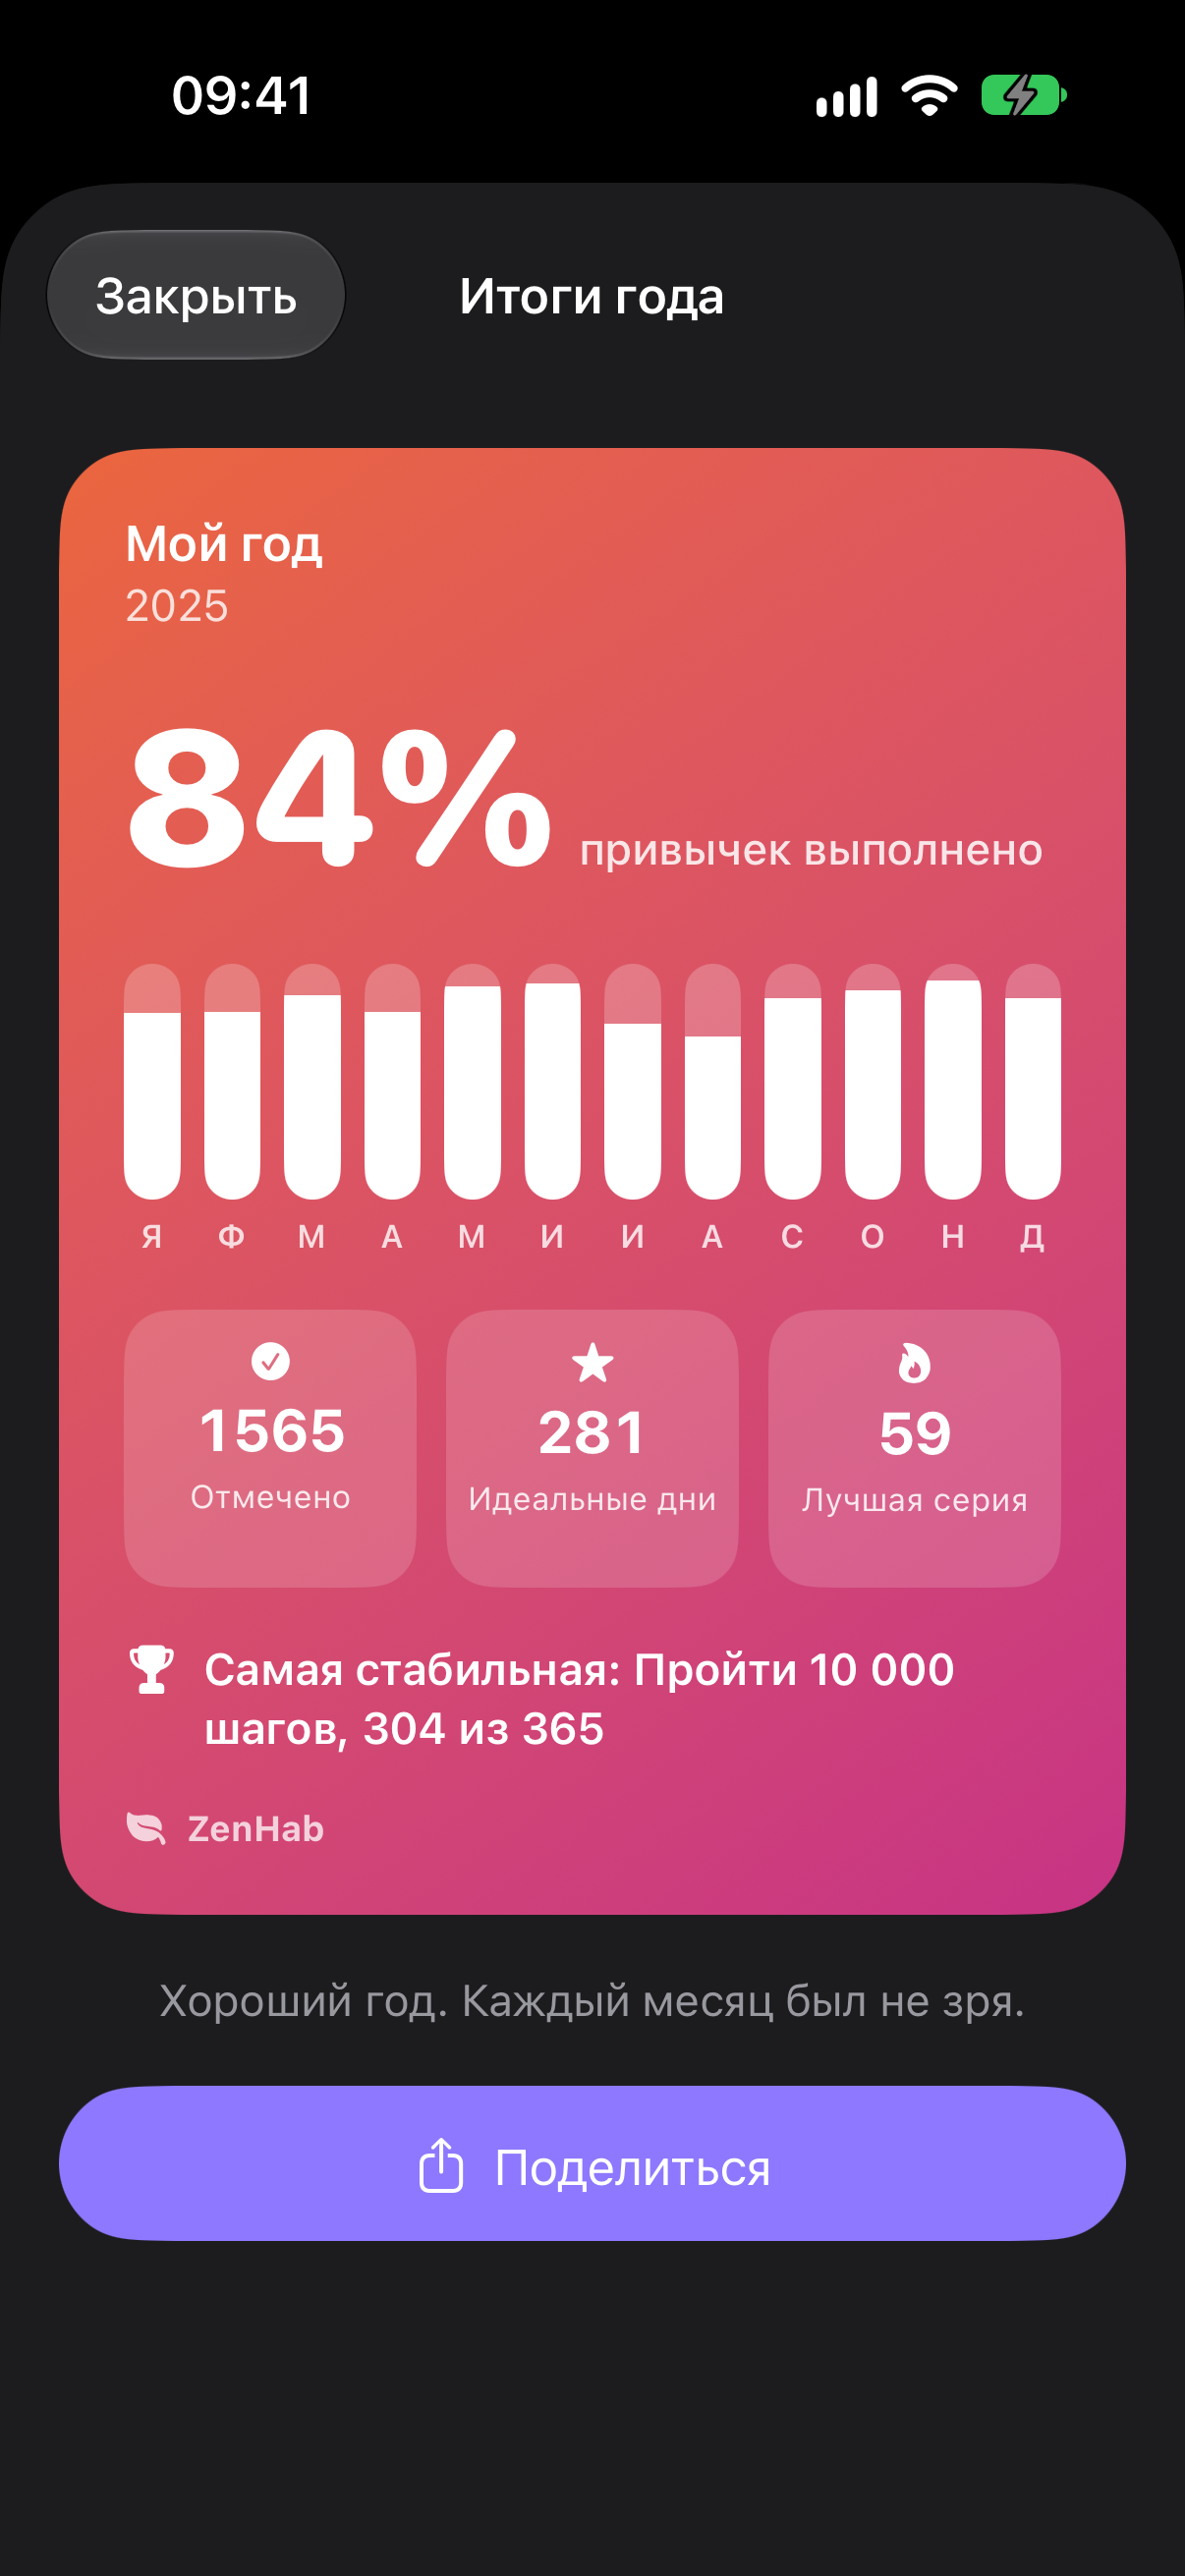 09:41
Закрыть
Итоги года
Мой год
2025
84% привычек выполнено
Я Ф М А М И И А С О Н Д
1565 281 59
Отмечено Идеальные дни Лучшая серия
Самая стабильная: Пройти 10 000
шагов, 304 из 365
ZenHab
Хороший год. Каждый месяц был не зря.
Поделиться